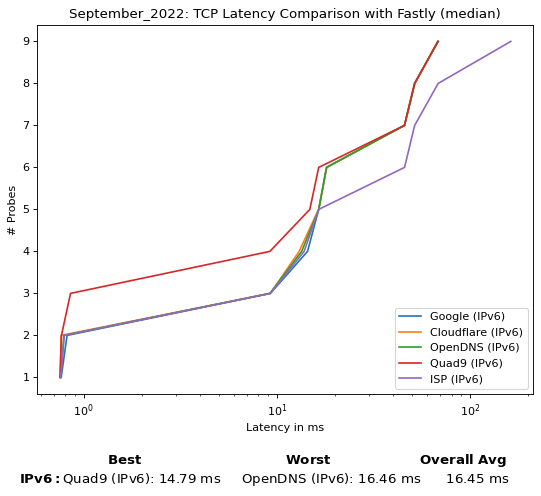 September_2022: TCP Latency Comparison with Fastly (median)
# Probes
9
8
7
6
5
4
3
2
1
Google (IPv6)
Cloudflare (IPv6)
OpenDNS (IPv6)
Quad9 (IPv6)
ISP (IPv6)
10⁰ 10¹ 10²
Latency in ms
Best Worst Overall Avg
IPv6: Quad9 (IPv6): 14.79 ms OpenDNS (IPv6): 16.46 ms 16.45 ms